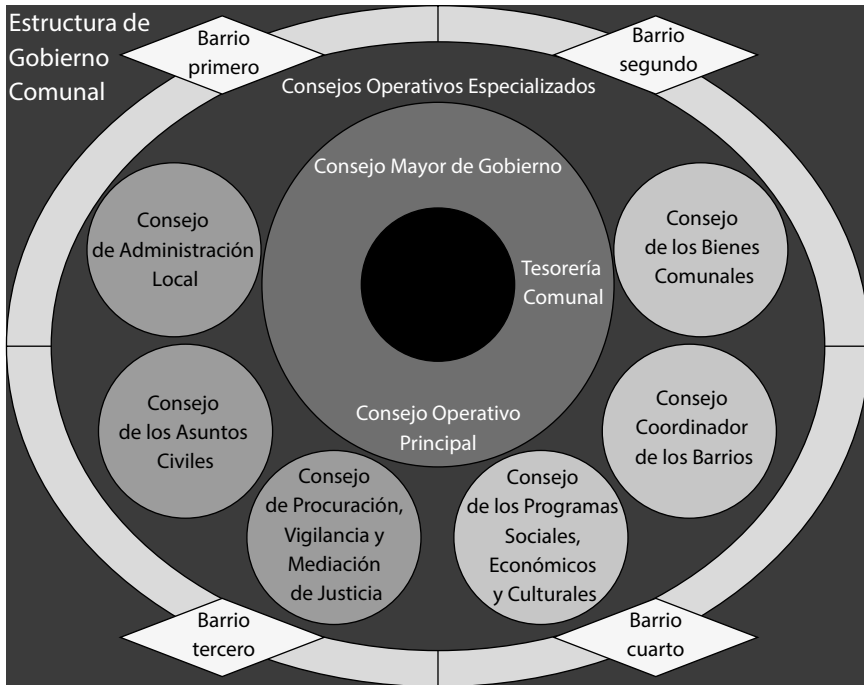 Estructura de
Gobierno
Comunal
Barrio
primero
Barrio
segundo
Consejos Operativos Especializados
Consejo Mayor de Gobierno
Consejo
de Administración
Local
Tesorería
Comunal
Consejo
de los Bienes
Comunales
Consejo
de los Asuntos
Civiles
Consejo Operativo
Principal
Consejo
Coordinador
de los Barrios
Consejo
de Procuración,
Vigilancia y
Mediación
de Justicia
Consejo
de los Programas
Sociales,
Económicos
y Culturales
Barrio
tercero
Barrio
cuarto